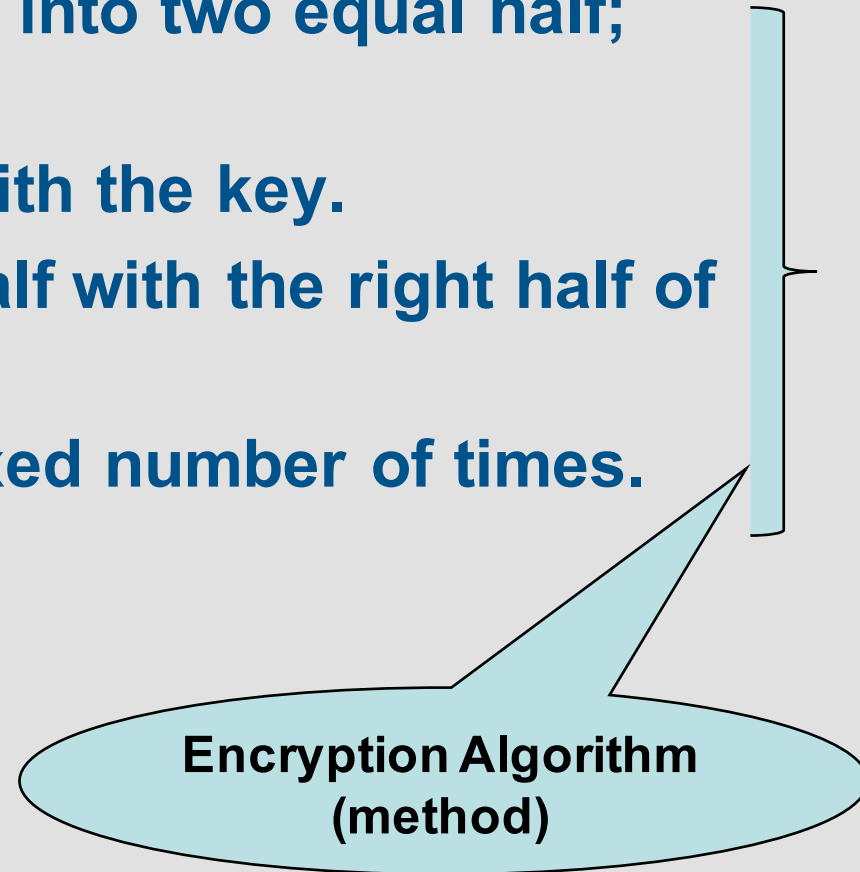 into two equal half;
ith the key.
alf with the right half of
xed number of times.
Encryption Algorithm
(method)